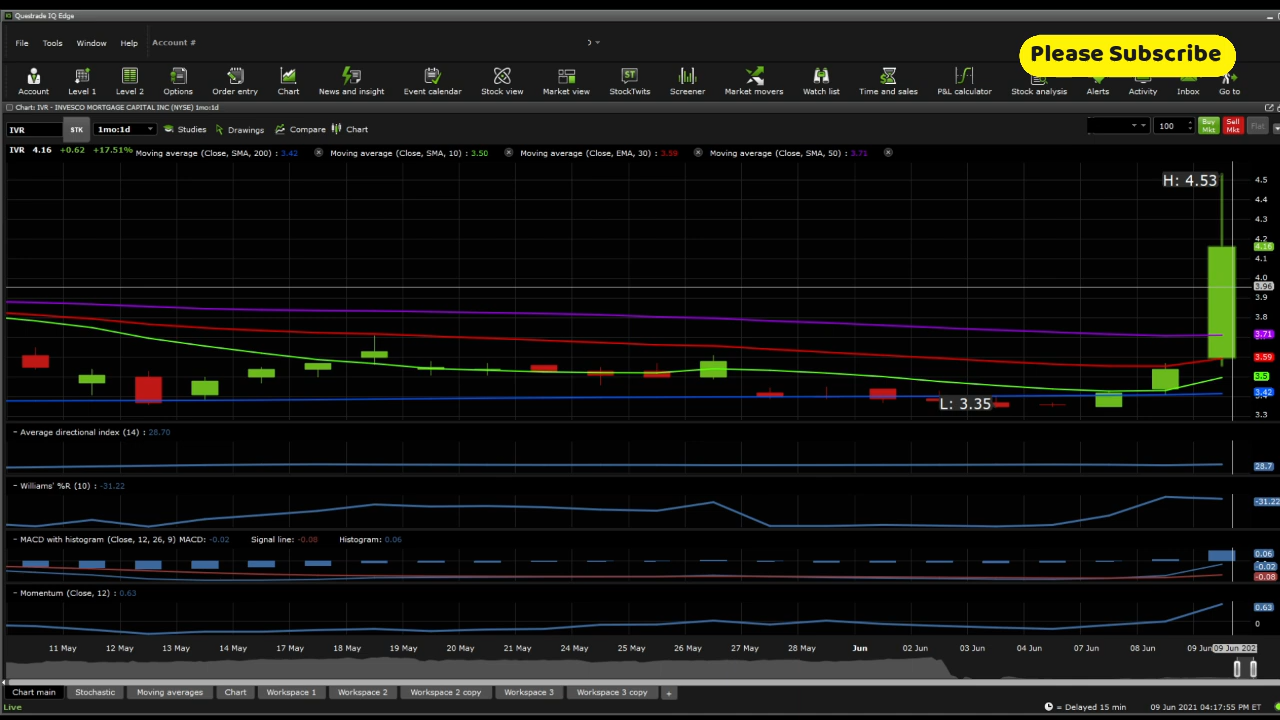 Questrade IQ Edge
File Tools Window Help Account #
Please Subscribe
Account Level 1 Level 2 Options Order entry Chart News and insight Event calendar Stock view Market view StockTwits Screener Market movers Watch list Time and sales P&L calculator Stock analysis Alerts Activity Inbox Go to
Chart: IVR - INVESCO MORTGAGE CAPITAL INC (NYSE) 1mo:1d
IVR STK 1mo:1d Studies Drawings Compare Chart 100 Buy Mkt Sell Mkt Flat
IVR 4.16 +0.62 +17.51% Moving average (Close, SMA, 200) : 3.42 Moving average (Close, SMA, 10) : 3.50 Moving average (Close, EMA, 30) : 3.59 Moving average (Close, SMA, 50) : 3.71
H: 4.53
4.5
4.4
4.3
4.2
4.16
4.1
4.0
3.96
3.9
3.8
3.71
3.59
3.5
3.42
L: 3.35
3.3
− Average directional index (14) : 28.70
28.7
− Williams' %R (10) : -31.22
-31.22
− MACD with histogram (Close, 12, 26, 9) MACD: -0.02 Signal line: -0.08 Histogram: 0.06
0.06
-0.02
-0.08
− Momentum (Close, 12) : 0.63
0.63
0
11 May 12 May 13 May 14 May 17 May 18 May 19 May 20 May 21 May 24 May 25 May 26 May 27 May 28 May Jun 02 Jun 03 Jun 04 Jun 07 Jun 08 Jun 09 Jun 09 Jun 202
Chart main Stochastic Moving averages Chart Workspace 1 Workspace 2 Workspace 2 copy Workspace 3 Workspace 3 copy +
Live = Delayed 15 min 09 Jun 2021 04:17:55 PM ET